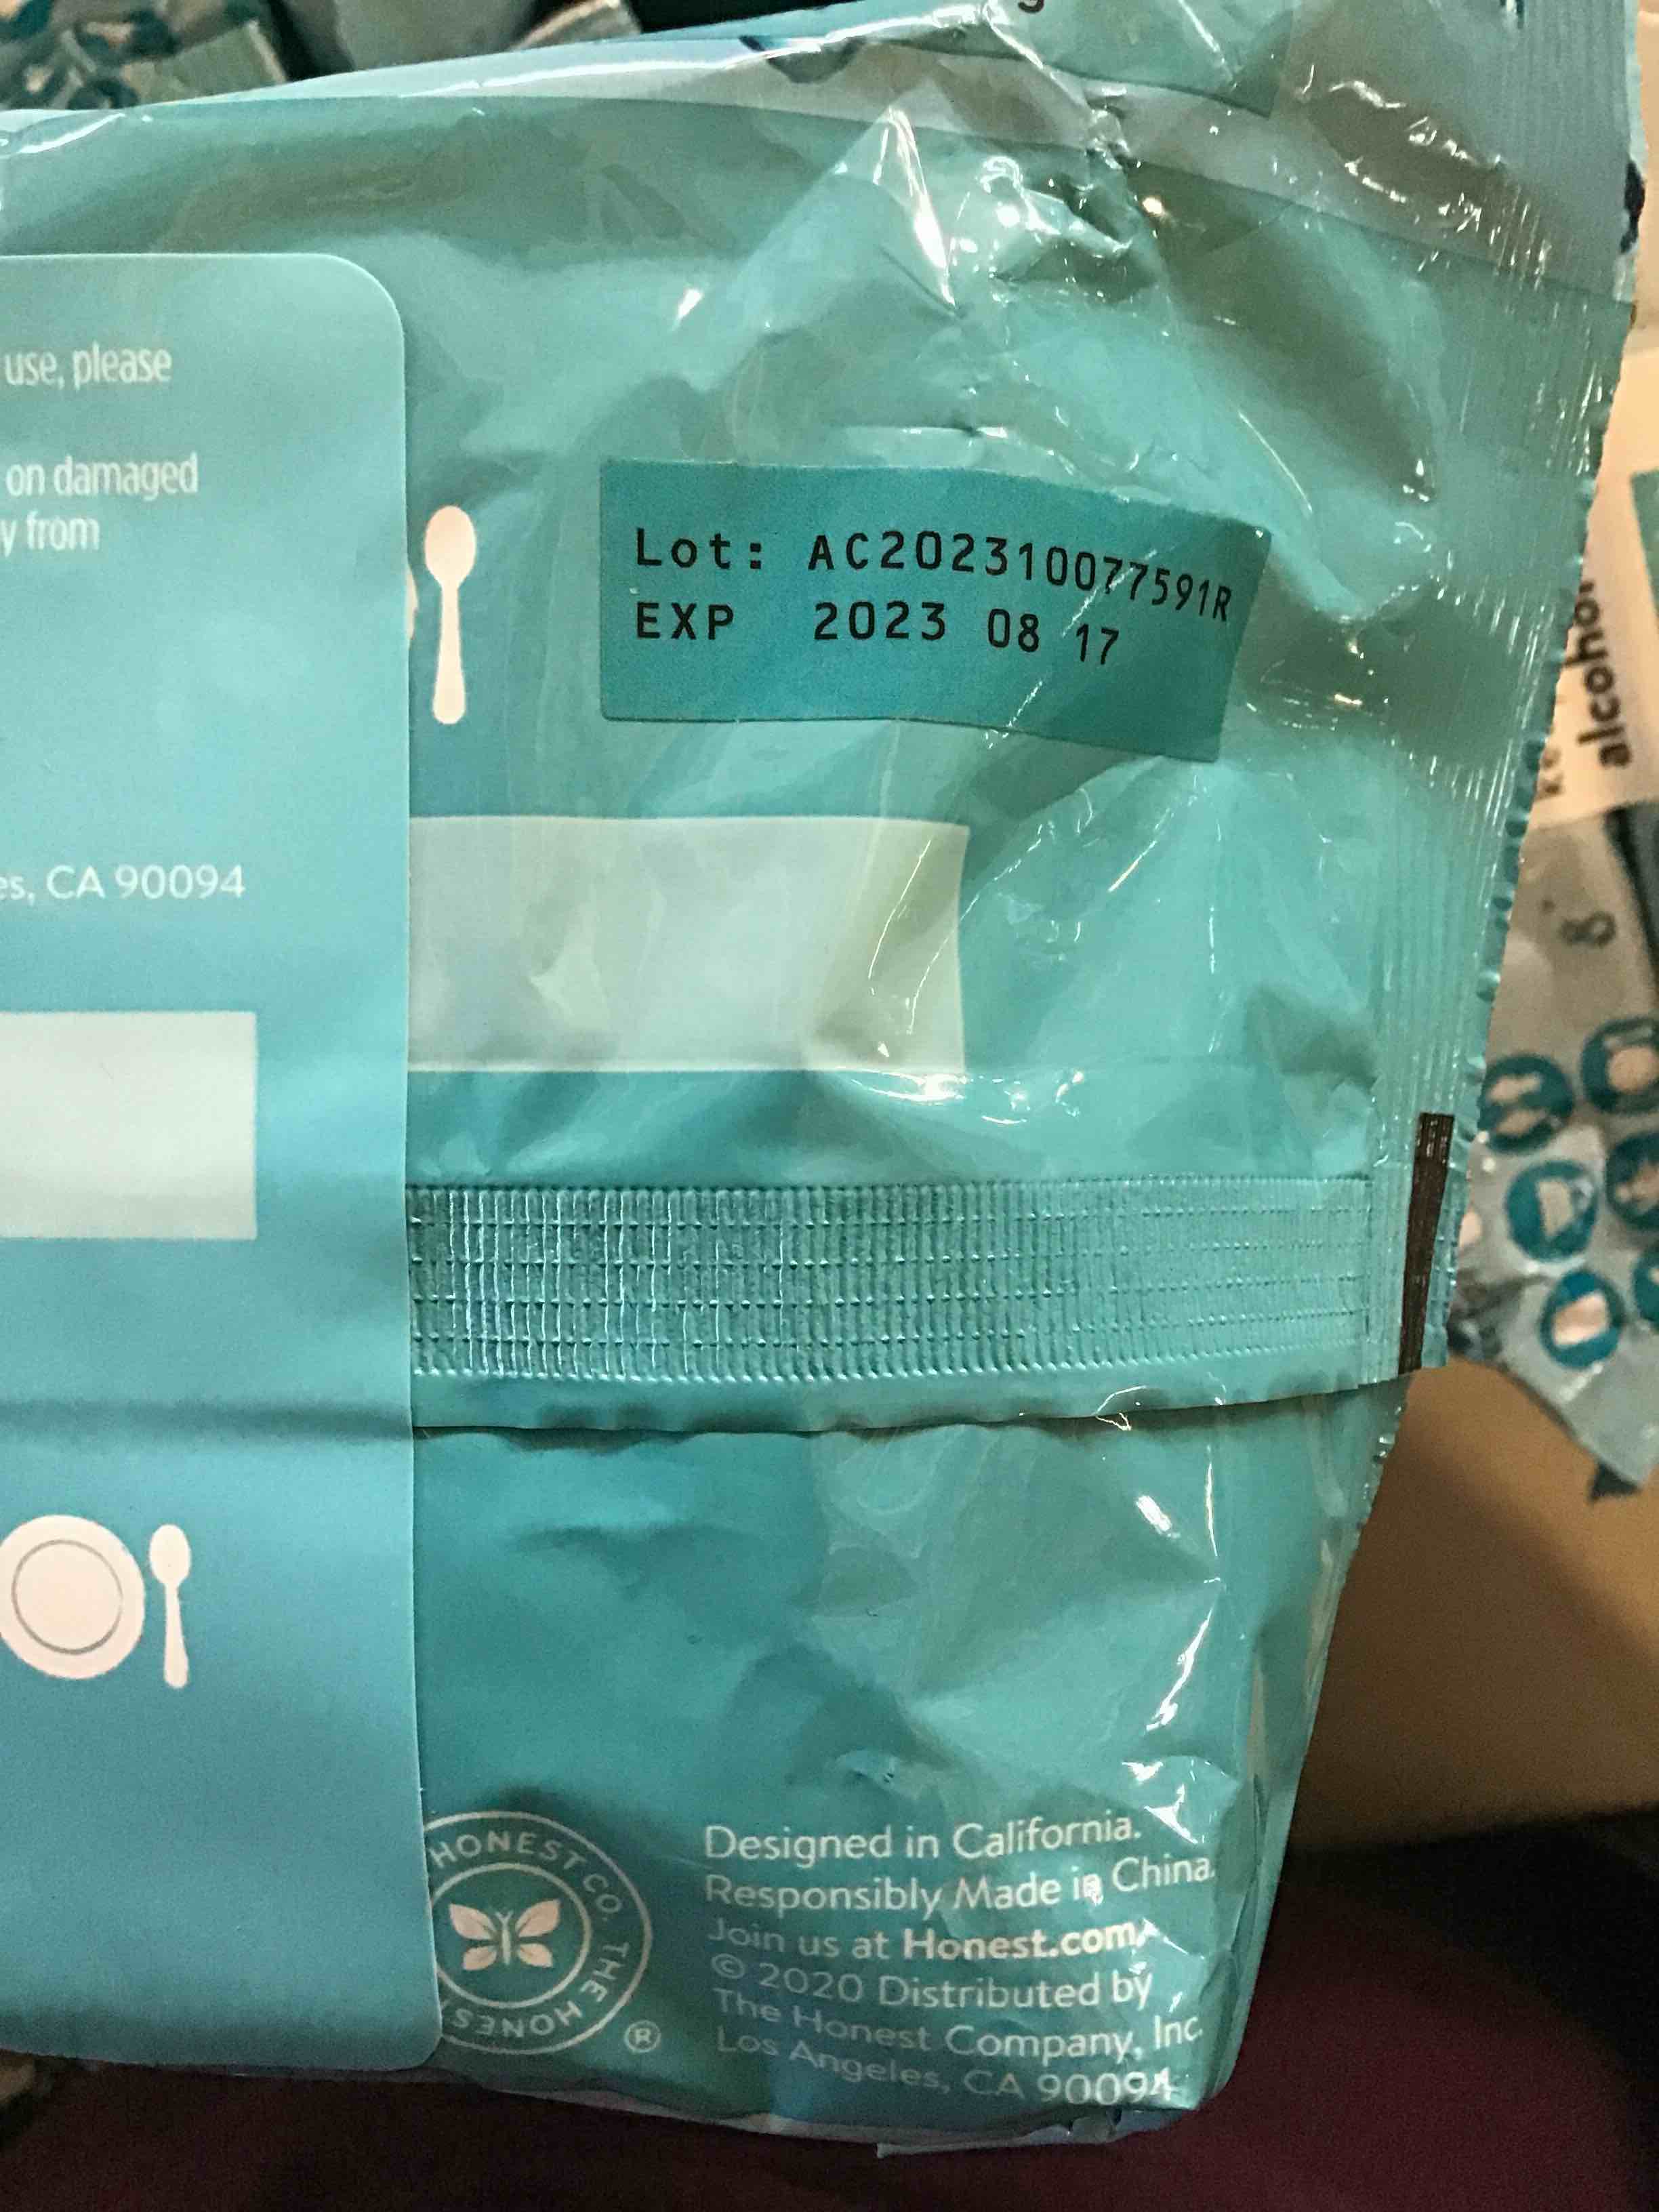 use, please
on damaged
y from
Lot: AC202310077591R
EXP 2023 08 17
es, CA 90094
alcohol
HONEST CO. THE HONEST
®
Designed in California.
Responsibly Made in China.
Join us at Honest.com.
© 2020 Distributed by
The Honest Company, Inc.
Los Angeles, CA 90094